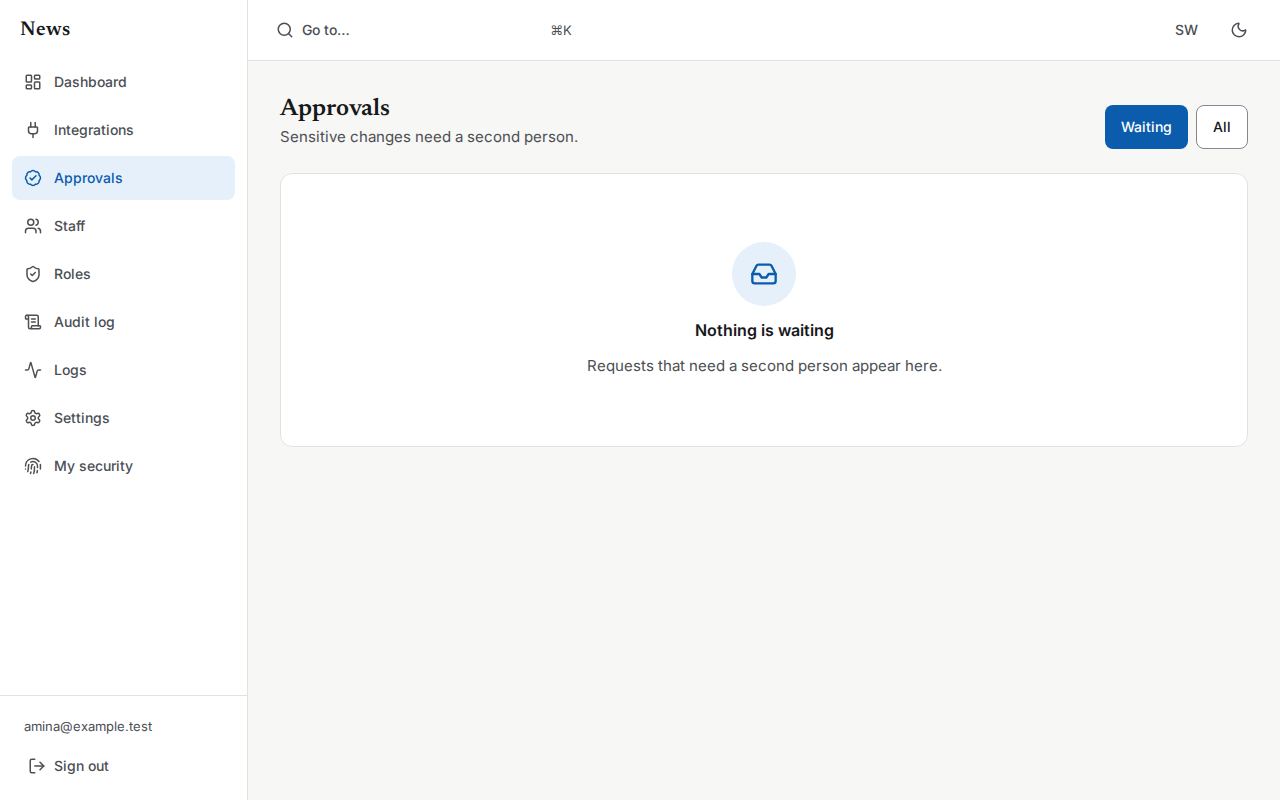 News
Go to...
⌘K
SW
Dashboard
Integrations
Approvals
Staff
Roles
Audit log
Logs
Settings
My security
amina@example.test
Sign out
Approvals
Sensitive changes need a second person.
Waiting
All
Nothing is waiting
Requests that need a second person appear here.